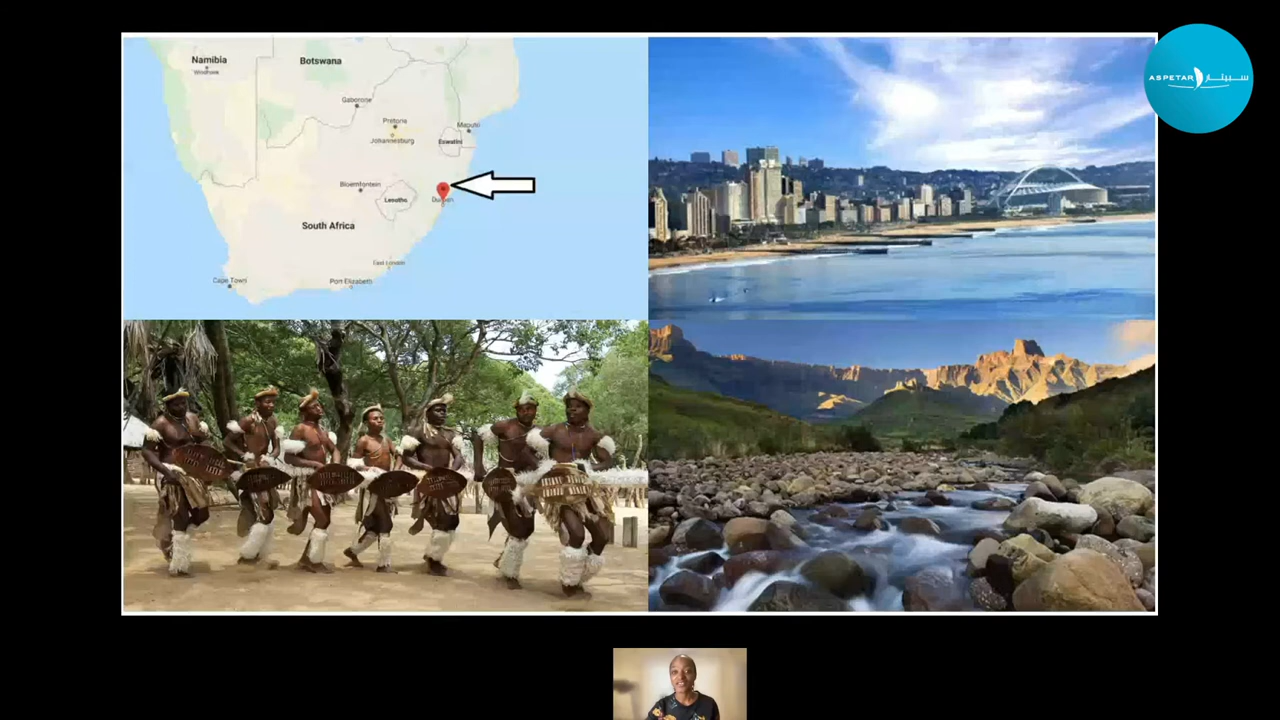 Namibia
Windhoek
Botswana
Gaborone
Pretoria
Johannesburg
Maputo
Eswatini
Bloemfontein
Lesotho
Durban
South Africa
East London
Cape Town
Port Elizabeth
ASPETAR سبيتار